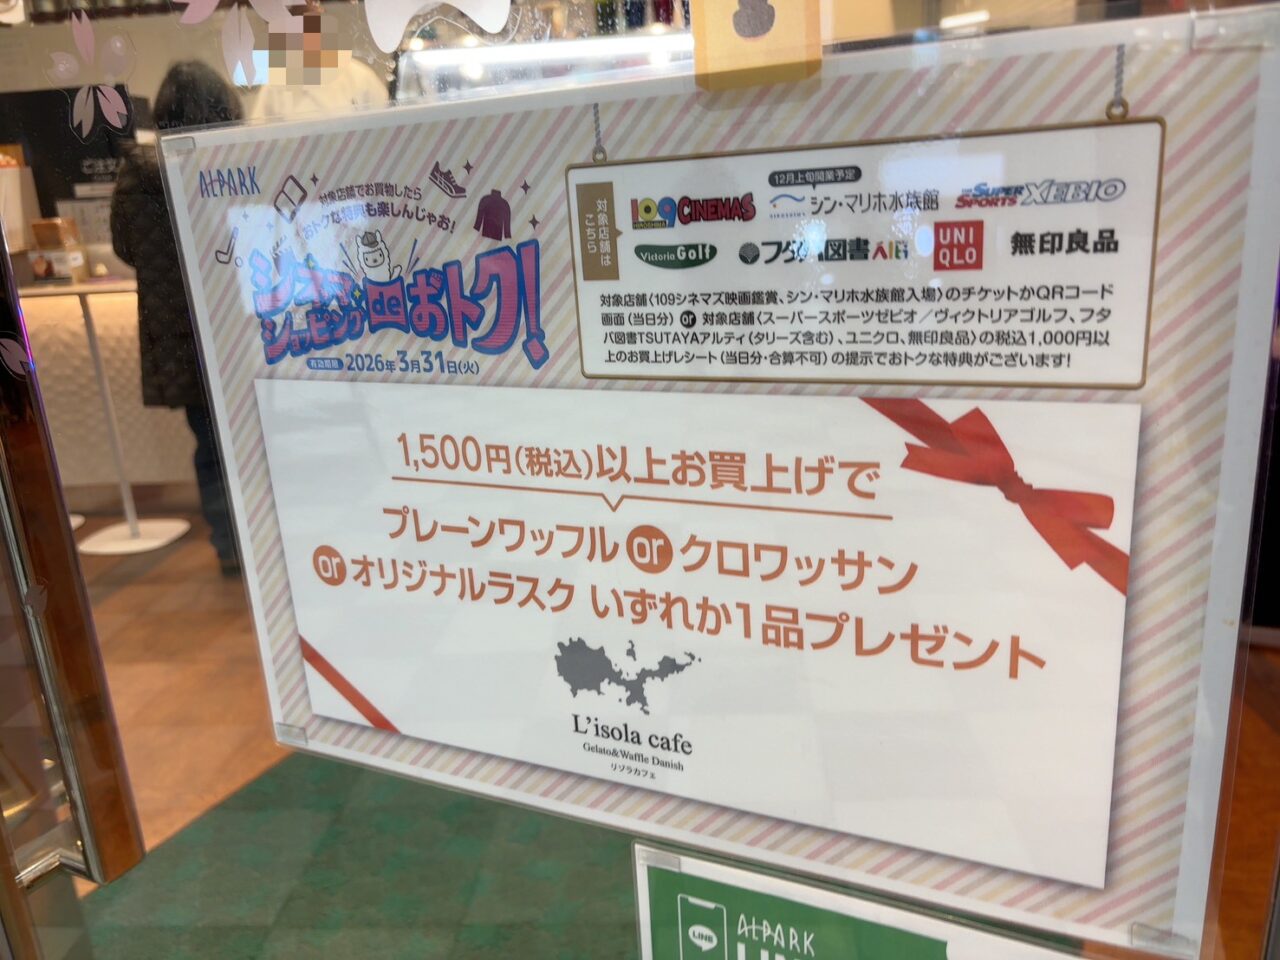 ALPARK
対象店舗でお買物したら
おトクな特典も楽しんじゃお!
シネマ
ショッピング de おトク!
有効期限 2026年3月31日(火)
対象店舗は
こちら
109 CINEMAS
HIROSHIMA
12月上旬開業予定
シン・マリホ水族館
THE SUPER SPORTS XEBIO
Victoria Golf
フタバ図書 ALTi
UNI
QLO
無印良品
対象店舗〈109シネマズ映画鑑賞、シン・マリホ水族館入場〉のチケットかQRコード
画面(当日分) or 対象店舗〈スーパースポーツゼビオ/ヴィクトリアゴルフ、フタ
バ図書TSUTAYAアルティ(タリーズ含む)、ユニクロ、無印良品〉の税込1,000円以
上のお買上げレシート(当日分・合算不可)の提示でおトクな特典がございます!
1,500円(税込)以上お買上げで
プレーンワッフル or クロワッサン
or オリジナルラスク いずれか1品プレゼント
L'isola cafe
Gelato&Waffle Danish
リソラカフェ
LINE
ALPARK